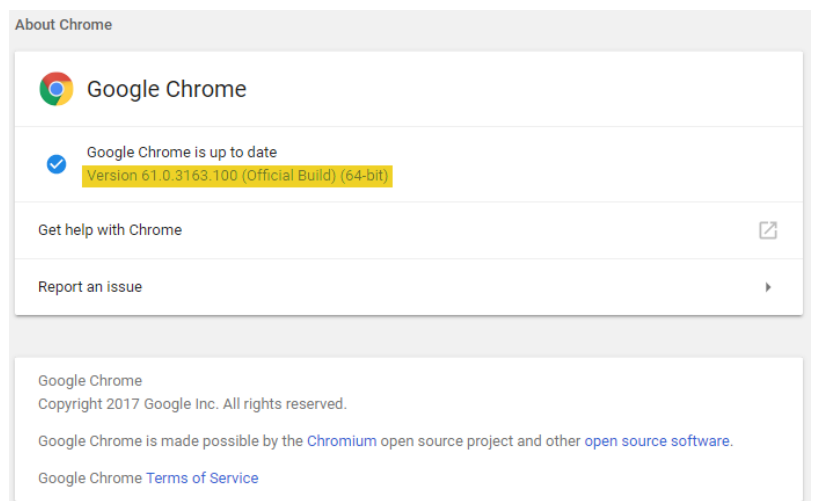 About Chrome
Google Chrome
Google Chrome is up to date
Version 61.0.3163.100 (Official Build) (64-bit)
Get help with Chrome
Report an issue
Google Chrome
Copyright 2017 Google Inc. All rights reserved.
Google Chrome is made possible by the Chromium open source project and other open source software.
Google Chrome Terms of Service